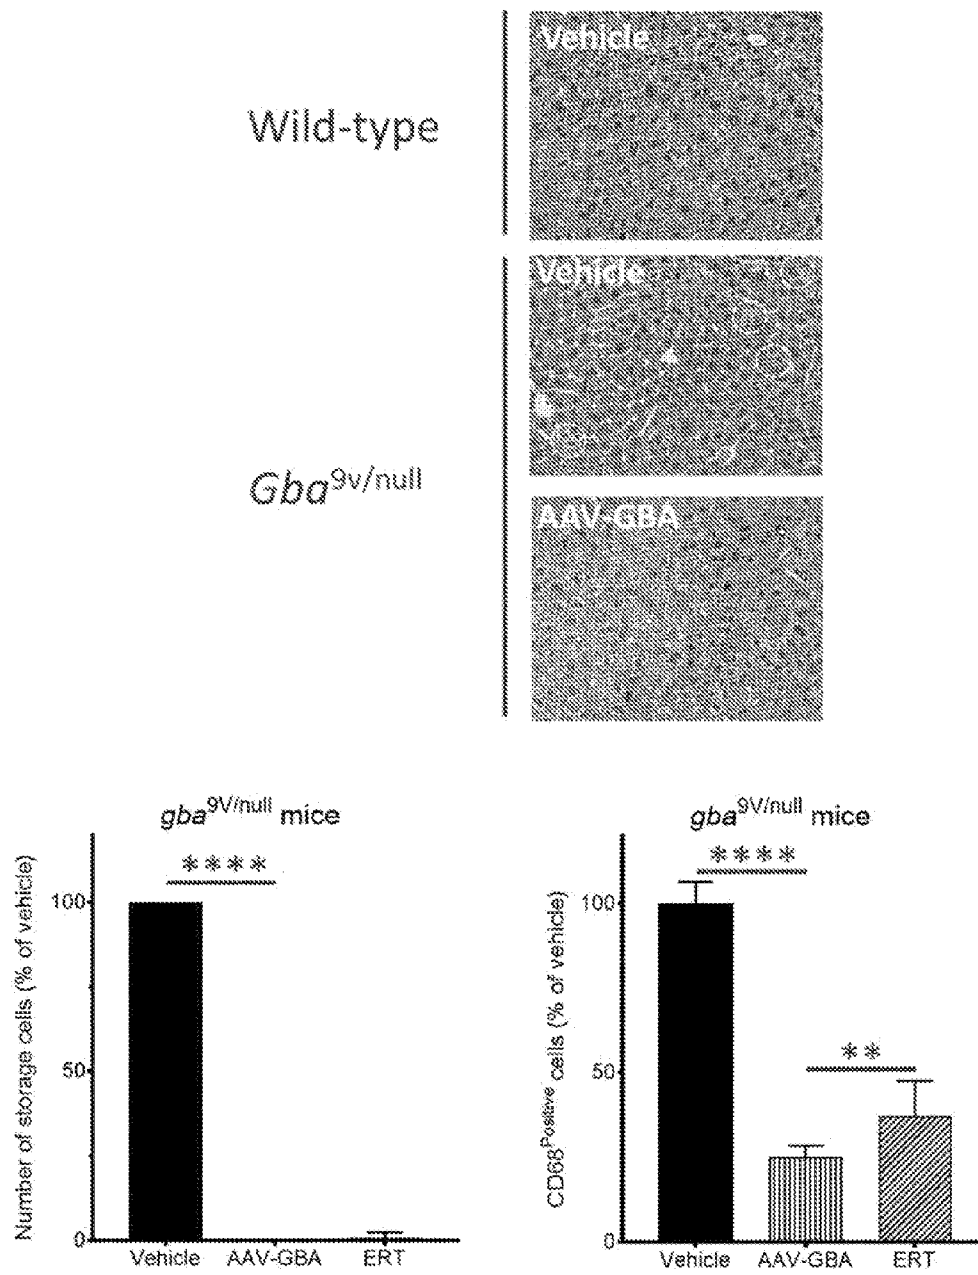 Vehicle
Wild-type
Vehicle
Gba9v/null
AAV-GBA
gba9V/null mice
****
Number of storage cells (% of vehicle)
100
50
0
Vehicle AAV-GBA ERT
gba9V/null mice
****
**
CD68Positive cells (% of vehicle)
100
50
0
Vehicle AAV-GBA ERT